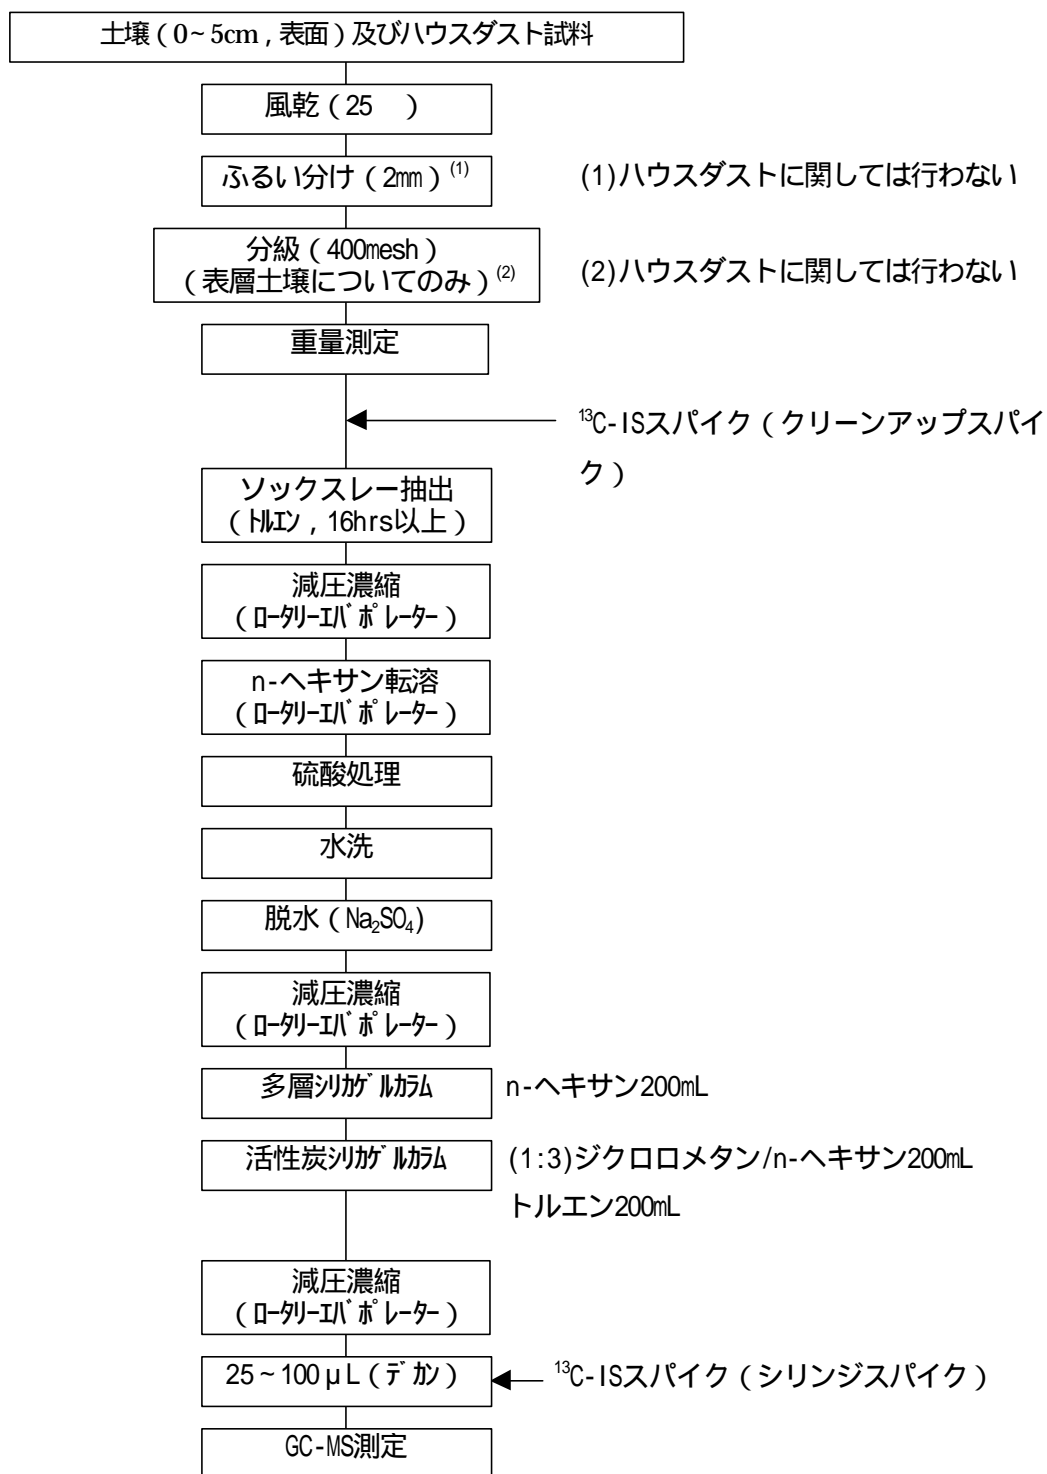 土壌（0~5cm，表面）及びハウスダスト試料
風乾（25　）
ふるい分け（2mm）(1)
(1)ハウスダストに関しては行わない
分級（400mesh）
（表層土壌についてのみ）(2)
(2)ハウスダストに関しては行わない
重量測定
13C-ISスパイク（クリーンアップスパイ
ク）
ソックスレー抽出
（ﾄﾙｴﾝ，16hrs以上）
減圧濃縮
（ﾛｰﾀﾘｰｴﾊﾞﾎﾟﾚｰﾀｰ）
n-ヘキサン転溶
（ﾛｰﾀﾘｰｴﾊﾞﾎﾟﾚｰﾀｰ）
硫酸処理
水洗
脱水（Na2SO4）
減圧濃縮
（ﾛｰﾀﾘｰｴﾊﾞﾎﾟﾚｰﾀｰ）
多層ｼﾘｶｹﾞﾙｶﾗﾑ
n-ヘキサン200mL
活性炭ｼﾘｶｹﾞﾙｶﾗﾑ
(1:3)ジクロロメタン/n-ヘキサン200mL
トルエン200mL
減圧濃縮
（ﾛｰﾀﾘｰｴﾊﾞﾎﾟﾚｰﾀｰ）
25~100μL（ﾃﾞｶﾝ）
13C-ISスパイク（シリンジスパイク）
GC-MS測定